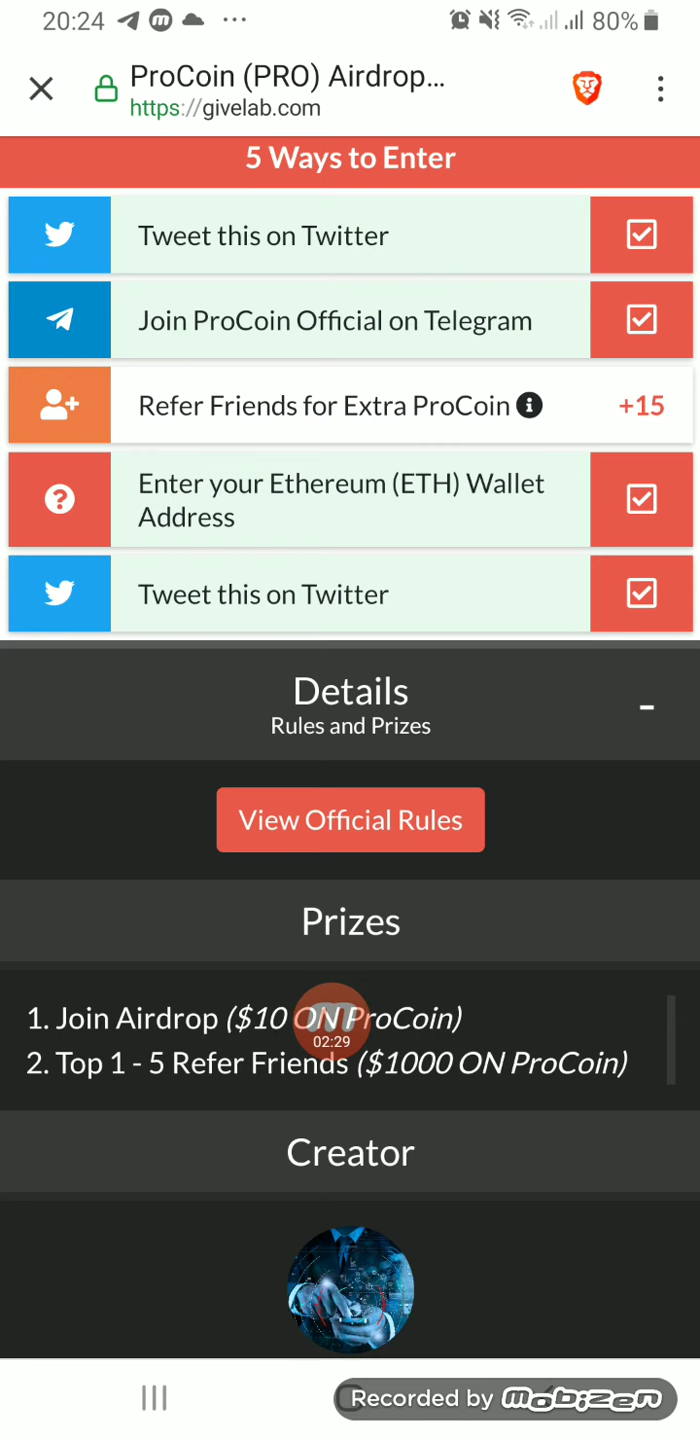 20:24
80%
ProCoin (PRO) Airdrop...
https://givelab.com
5 Ways to Enter
Tweet this on Twitter
Join ProCoin Official on Telegram
Refer Friends for Extra ProCoin
+15
Enter your Ethereum (ETH) Wallet
Address
Tweet this on Twitter
Details
Rules and Prizes
View Official Rules
Prizes
1. Join Airdrop ($10 ON ProCoin)
02:29
2. Top 1 - 5 Refer Friends ($1000 ON ProCoin)
Creator
Recorded by mobizen